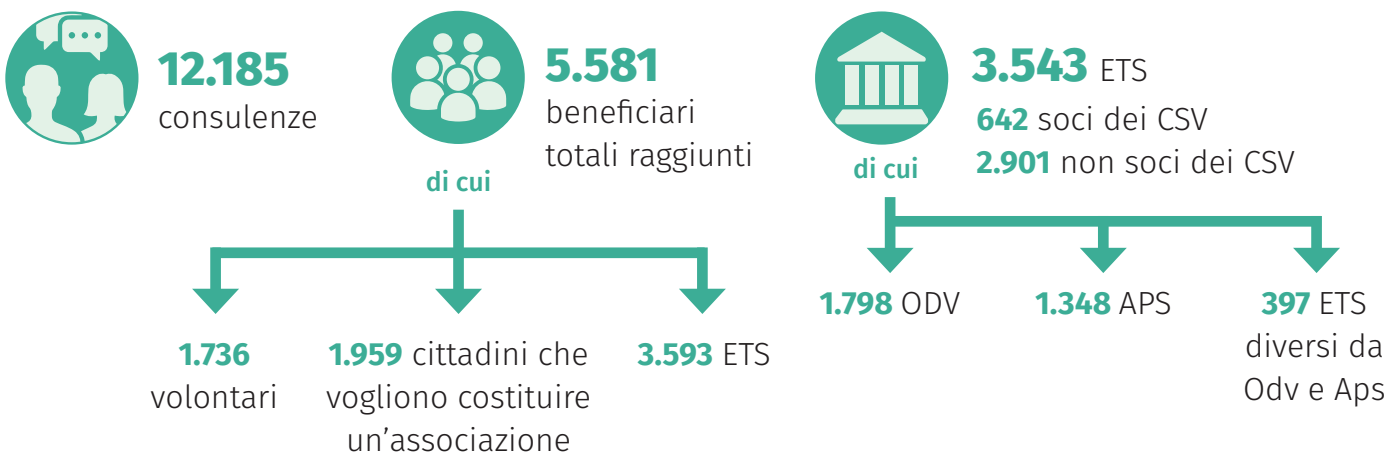 12.185
consulenze
5.581
beneficiari
totali raggiunti
di cui
1.736
volontari
1.959 cittadini che
vogliono costituire
un'associazione
3.593 ETS
3.543 ETS
642 soci dei CSV
2.901 non soci dei CSV
di cui
1.798 ODV
1.348 APS
397 ETS
diversi da
Odv e Aps